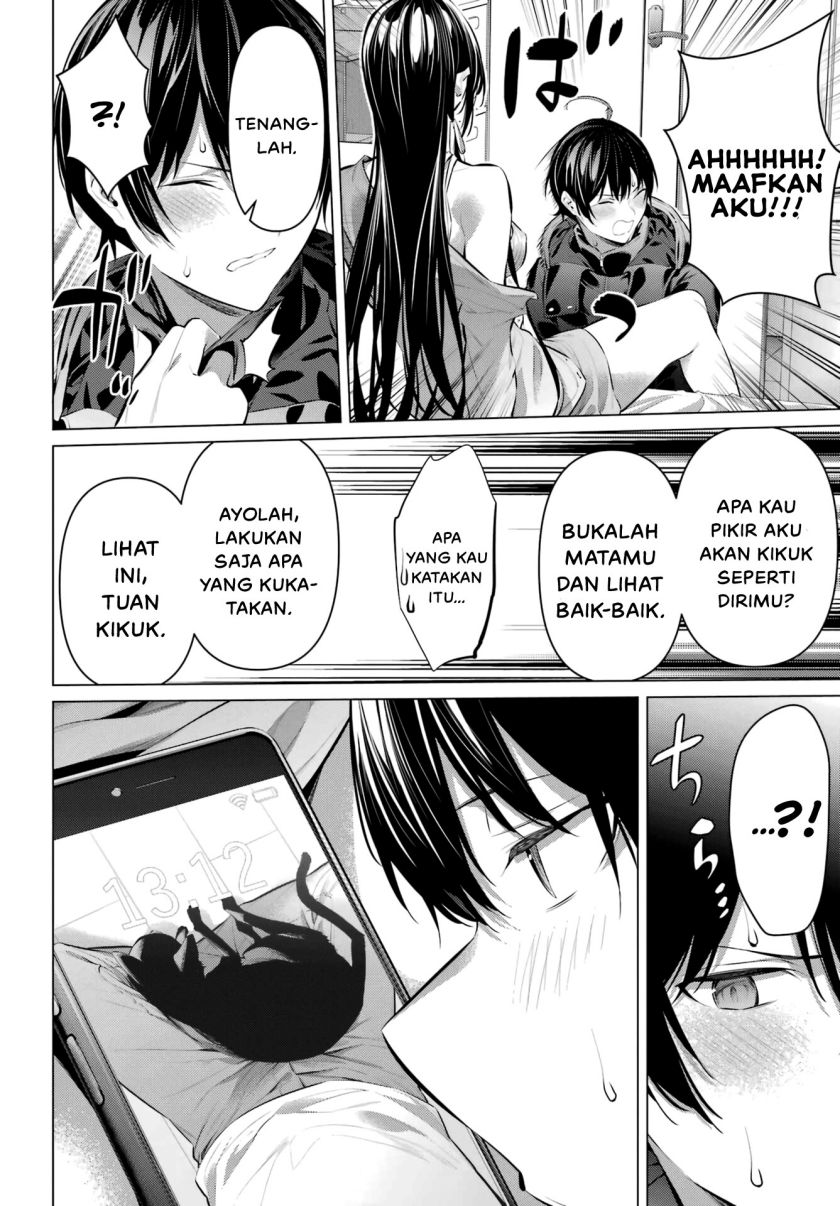 AHHHHHH!
MAAFKAN
AKU!!!
ば
TENANG-
LAH.
?!
APA KAU
PIKIR AKU
AKAN KIKUK
SEPERTI
DIRIMU?
BUKALAH
MATAMU
DAN LIHAT
BAIK-BAIK.
APA
YANG KAU
KATAKAN
ITU...
AYOLAH,
LAKUKAN
SAJA APA
YANG KUKA-
TAKAN.
LIHAT
INI,
TUAN
KIKUK.
...?!
ちら
13:12